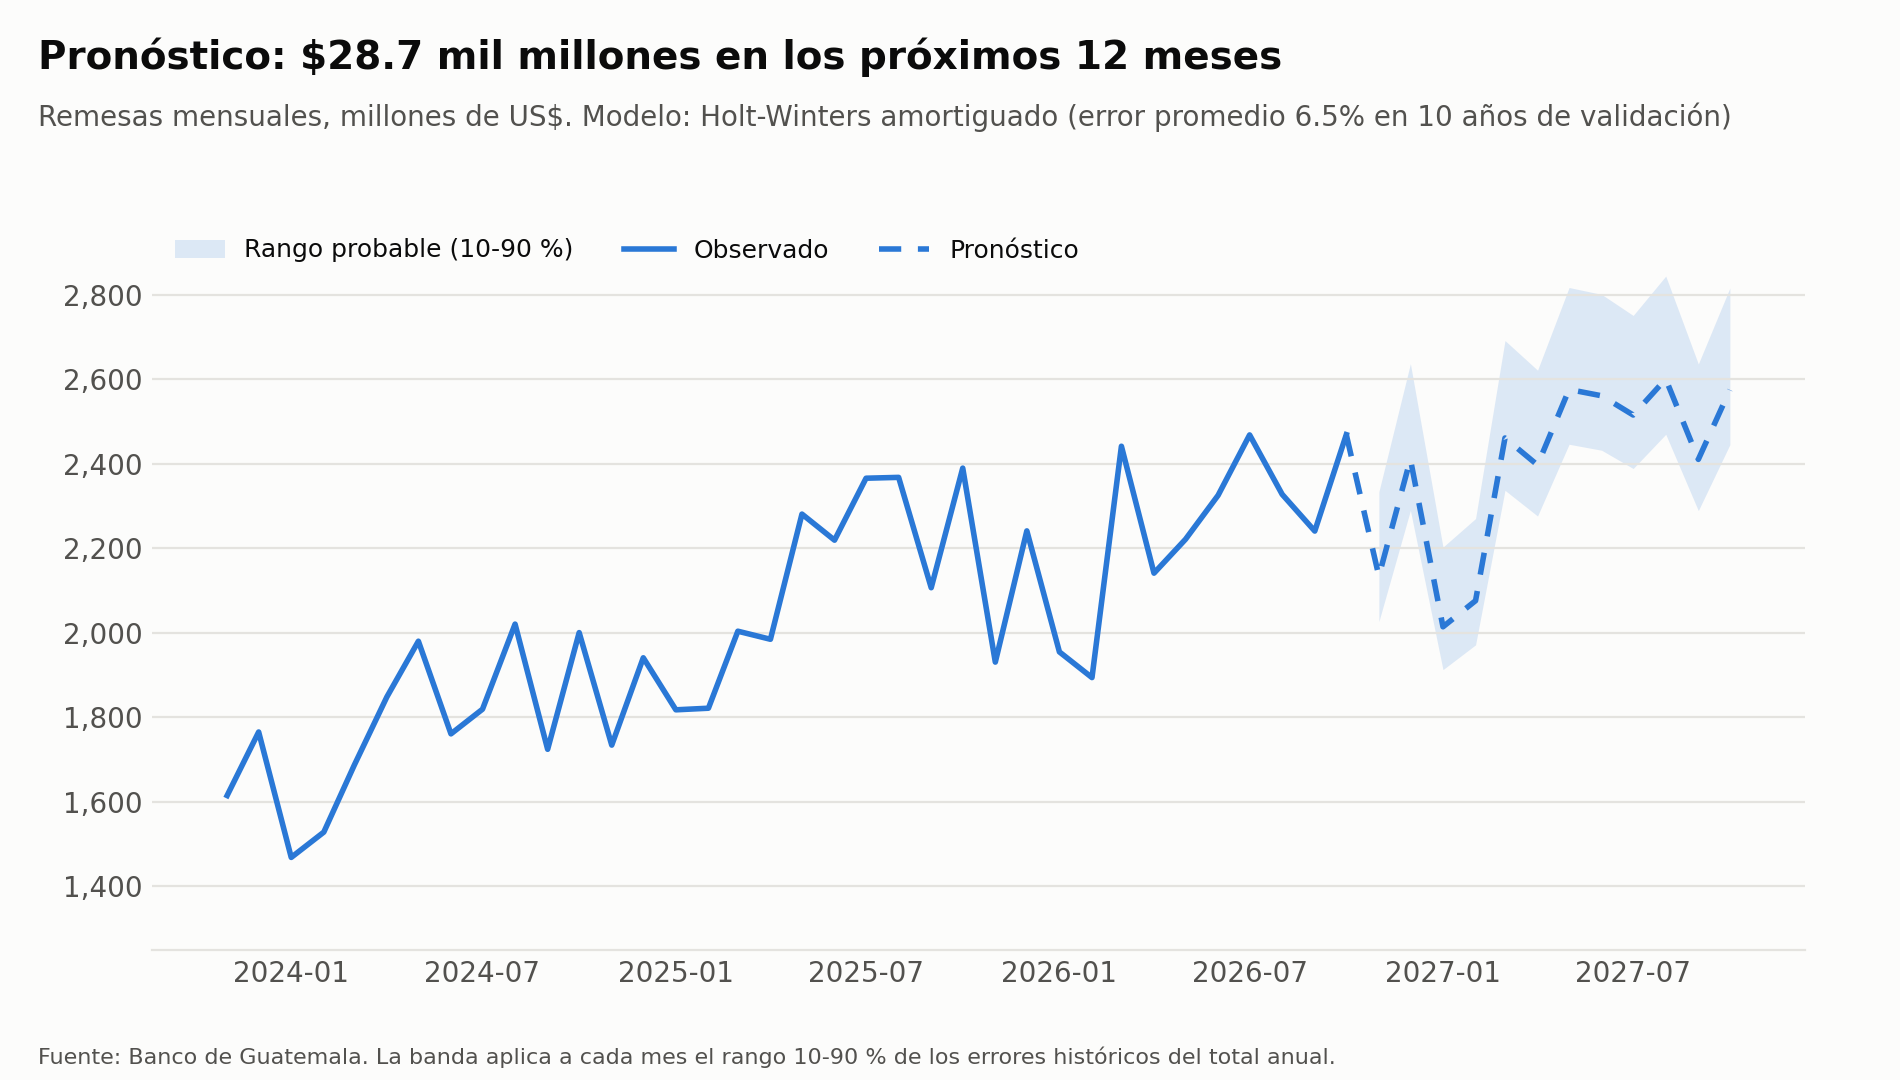 Pronóstico: $28.7 mil millones en los próximos 12 meses
Remesas mensuales, millones de US$. Modelo: Holt-Winters amortiguado (error promedio 6.5% en 10 años de validación)
Rango probable (10-90 %) Observado Pronóstico
2,800
2,600
2,400
2,200
2,000
1,800
1,600
1,400
2024-01 2024-07 2025-01 2025-07 2026-01 2026-07 2027-01 2027-07
Fuente: Banco de Guatemala. La banda aplica a cada mes el rango 10-90 % de los errores históricos del total anual.